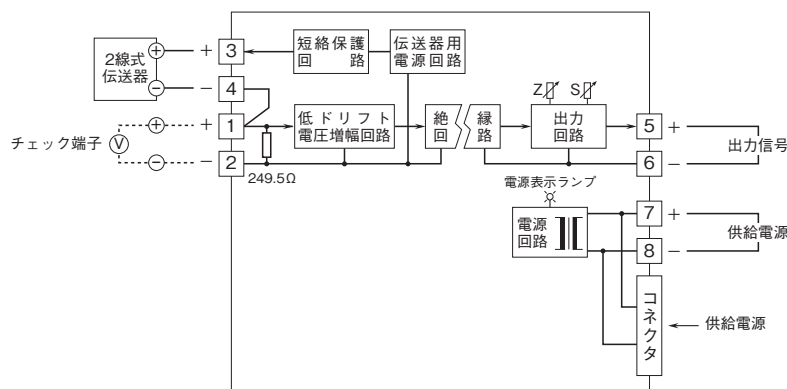 2線式
伝送器
+
−
+ 3
− 4
短絡保護
回 路
伝送器用
電源回路
チェック端子
V
+
−
+ 1
− 2
249.5Ω
低ドリフト
電圧増幅回路
絶 縁
回 路
Z
S
出力
回路
5 +
6 −
出力信号
電源表示ランプ
電源
回路
7 +
8 −
供給電源
コネクタ
供給電源